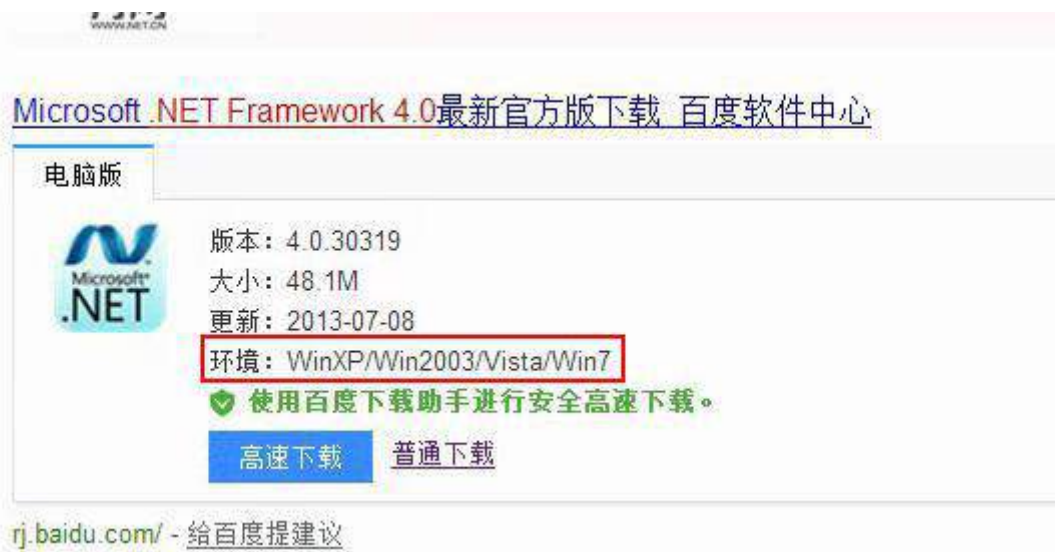 WWW.NET.CN
Microsoft .NET Framework 4.0最新官方版下载_百度软件中心
电脑版
Microsoft
.NET
版本：4.0.30319
大小：48.1M
更新：2013-07-08
环境：WinXP/Win2003/Vista/Win7
使用百度下载助手进行安全高速下载。
高速下载 普通下载
rj.baidu.com/ - 给百度提建议